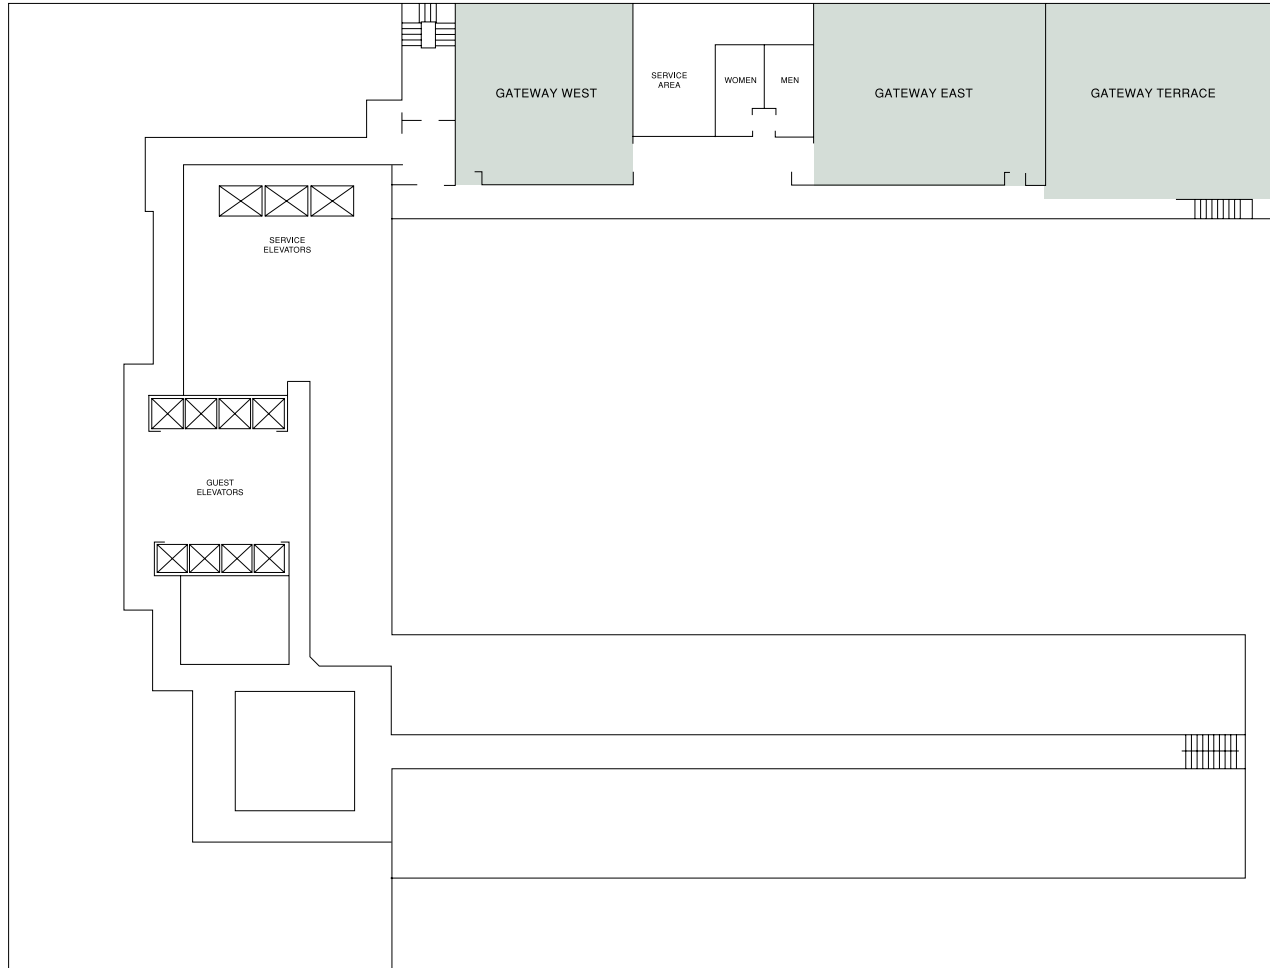 GATEWAY WEST
SERVICE
AREA
WOMEN
MEN
GATEWAY EAST
GATEWAY TERRACE
SERVICE
ELEVATORS
GUEST
ELEVATORS